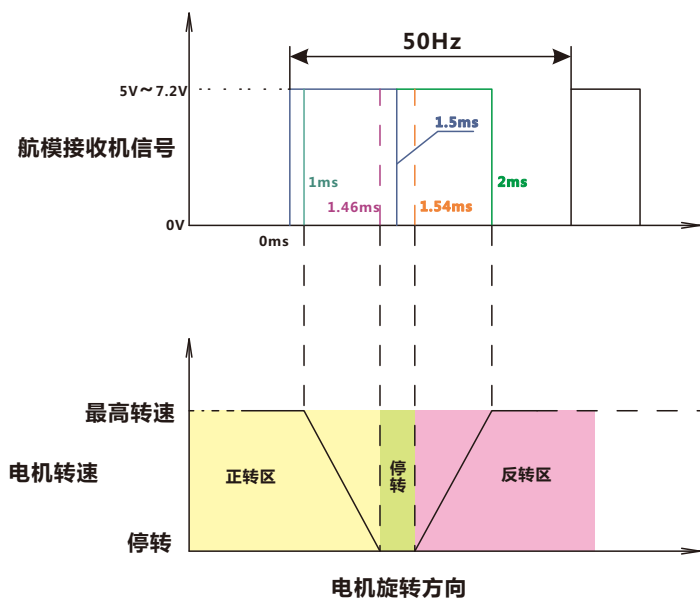 50Hz
5V～7.2V
航模接收机信号
1.5ms
1ms
2ms
1.46ms
1.54ms
0V
0ms
最高转速
电机转速
正转区
停转
反转区
停转
电机旋转方向